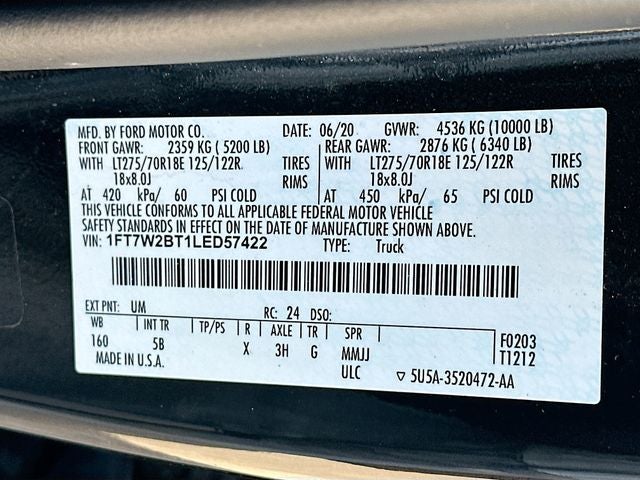 MFD. BY FORD MOTOR CO. DATE: 06/20 GVWR: 4536 KG (10000 LB)
FRONT GAWR: 2359 KG ( 5200 LB) REAR GAWR: 2876 KG ( 6340 LB)
WITH LT275/70R18E 125/122R TIRES WITH LT275/70R18E 125/122R TIRES
18x8.0J RIMS 18x8.0J RIMS
AT 420 kPa/ 60 PSI COLD AT 450 kPa/ 65 PSI COLD
THIS VEHICLE CONFORMS TO ALL APPLICABLE FEDERAL MOTOR VEHICLE
SAFETY STANDARDS IN EFFECT ON THE DATE OF MANUFACTURE SHOWN ABOVE.
VIN: 1FT7W2BT1LED57422 TYPE: Truck
EXT PNT: UM RC: 24 DSO:
WB INT TR TP/PS R AXLE TR SPR F0203
160 5B X 3H G MMJJ T1212
MADE IN U.S.A. ULC ▽ 5U5A-3520472-AA